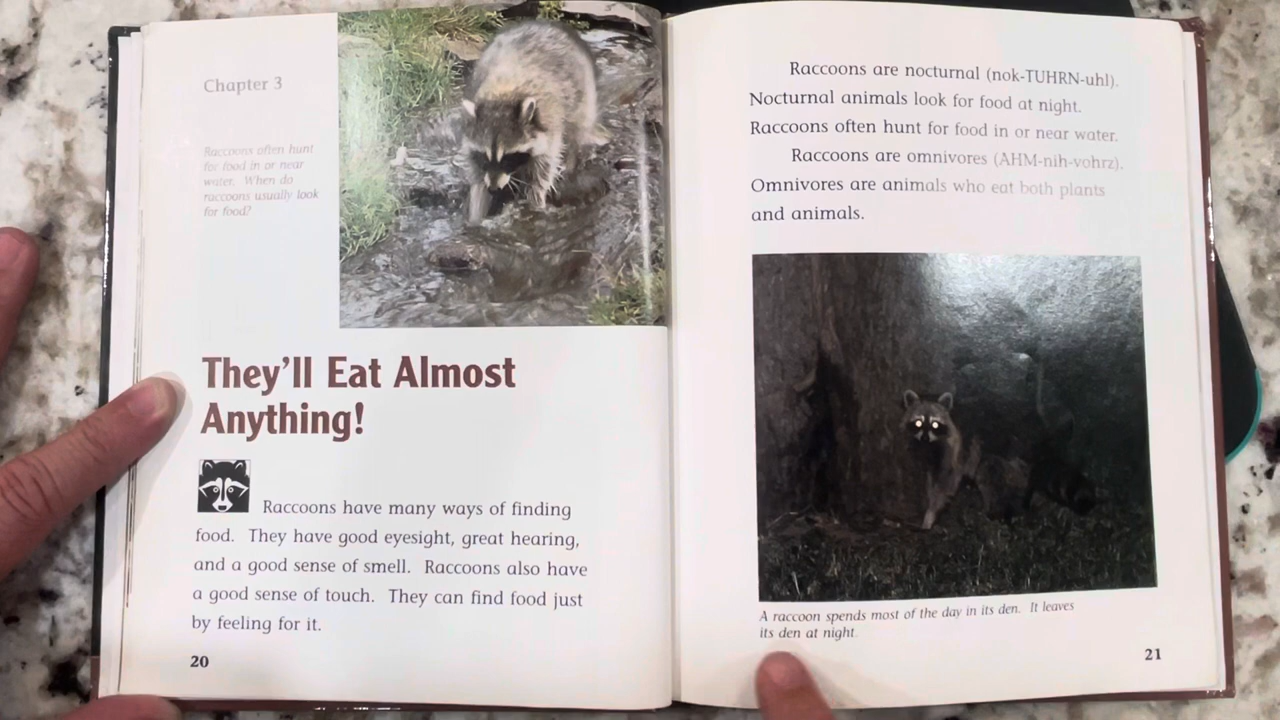 Chapter 3
Raccoons often hunt
for food in or near
water. When do
raccoons usually look
for food?
They'll Eat Almost
Anything!
Raccoons have many ways of finding
food. They have good eyesight, great hearing,
and a good sense of smell. Raccoons also have
a good sense of touch. They can find food just
by feeling for it.
20
Raccoons are nocturnal (nok-TUHRN-uhl).
Nocturnal animals look for food at night.
Raccoons often hunt for food in or near water.
Raccoons are omnivores (AHM-nih-vohrz).
Omnivores are animals who eat both plants
and animals.
A raccoon spends most of the day in its den. It leaves
its den at night.
21